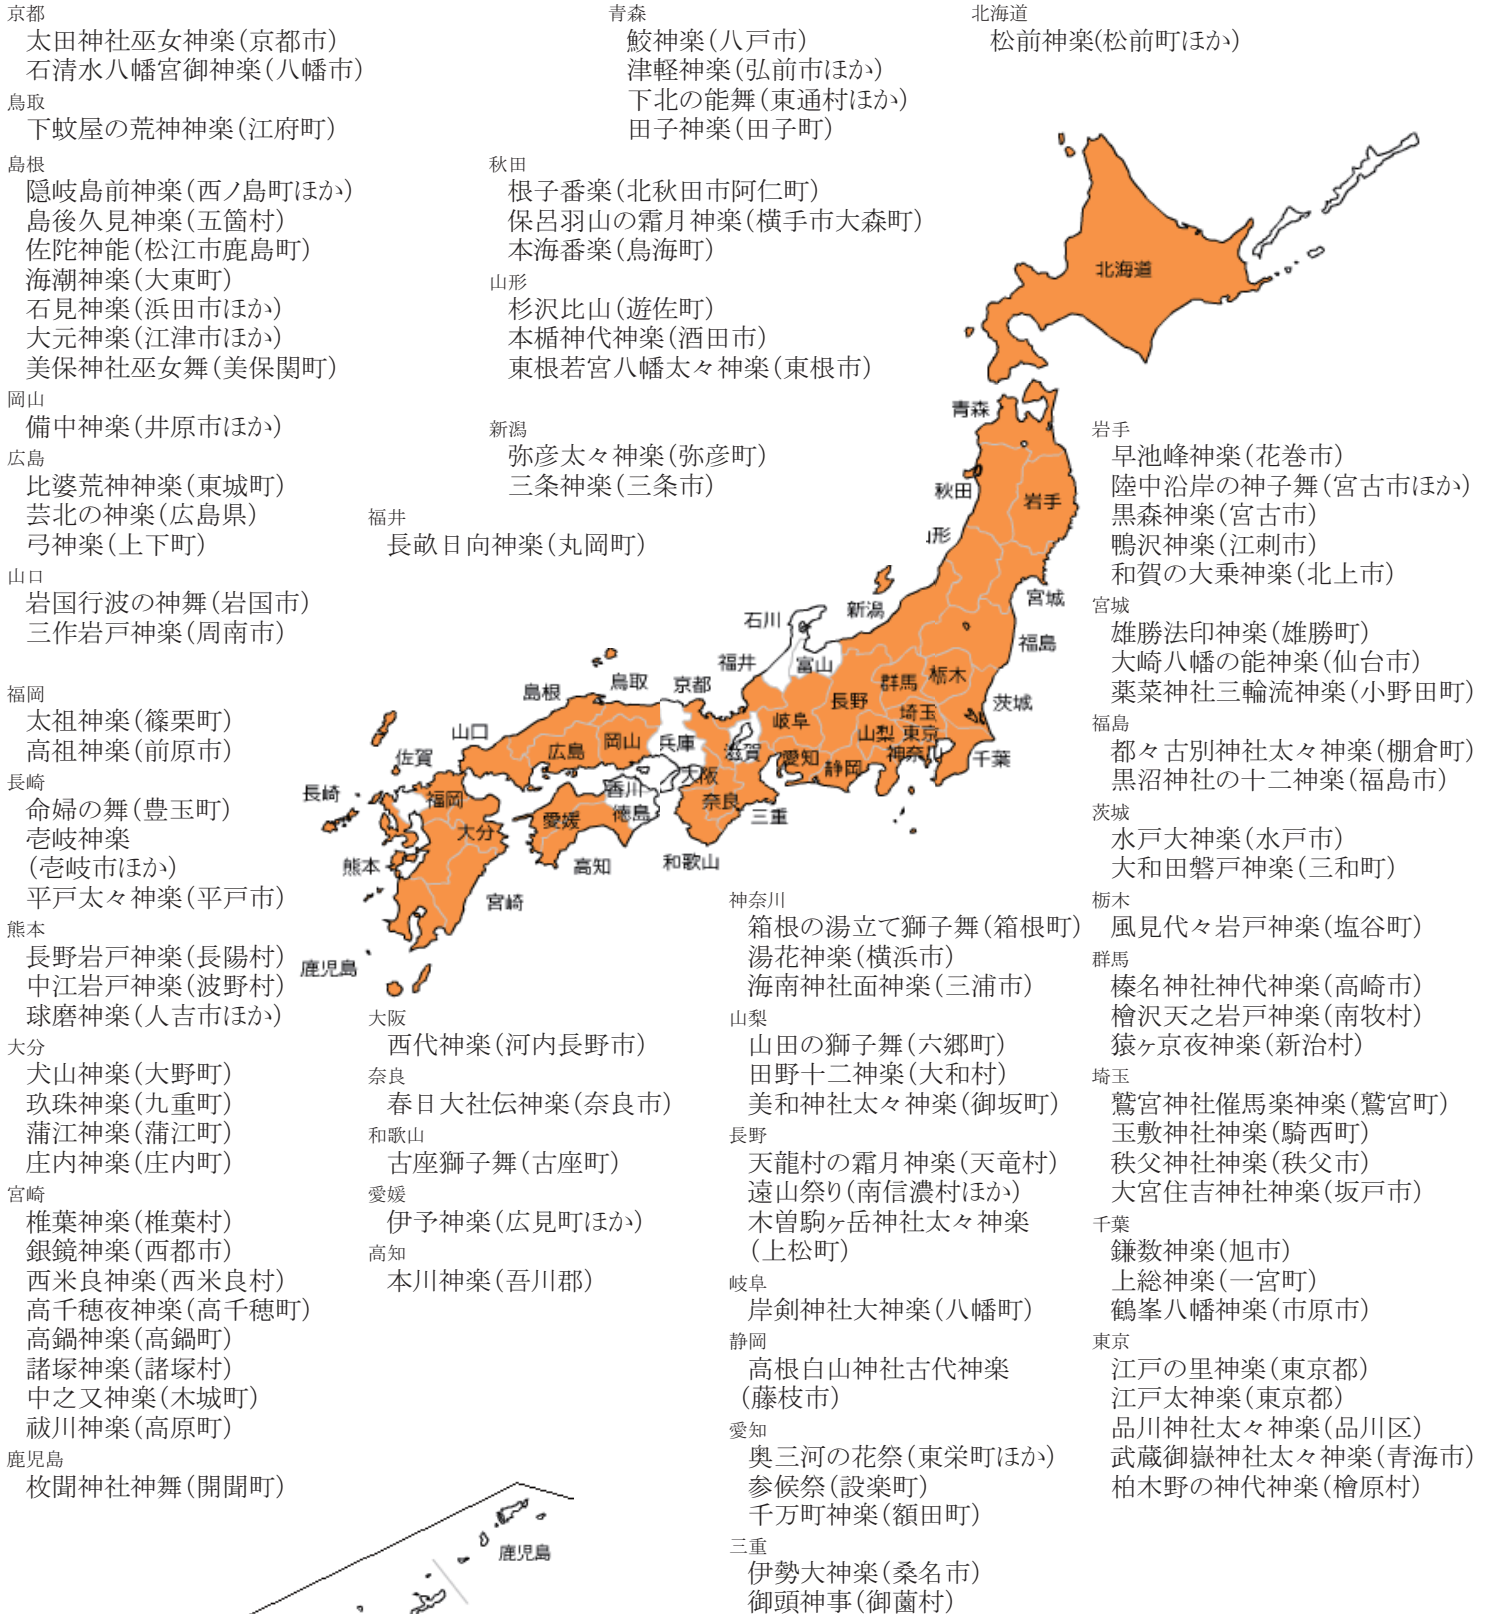 京都
太田神社巫女神楽(京都市)
石清水八幡宮御神楽(八幡市)
鳥取
下蚊屋の荒神神楽(江府町)
島根
隠岐島前神楽(西ノ島町ほか)
島後久見神楽(五箇村)
佐陀神能(松江市鹿島町)
海潮神楽(大東町)
石見神楽(浜田市ほか)
大元神楽(江津市ほか)
美保神社巫女舞(美保関町)
岡山
備中神楽(井原市ほか)
広島
比婆荒神神楽(東城町)
芸北の神楽(広島県)
弓神楽(上下町)
山口
岩国行波の神舞(岩国市)
三作岩戸神楽(周南市)
福岡
太祖神楽(篠栗町)
高祖神楽(前原市)
長崎
命婦の舞(豊玉町)
壱岐神楽
(壱岐市ほか)
平戸太々神楽(平戸市)
熊本
長野岩戸神楽(長陽村)
中江岩戸神楽(波野村)
球磨神楽(人吉市ほか)
大分
犬山神楽(大野町)
玖珠神楽(九重町)
蒲江神楽(蒲江町)
庄内神楽(庄内町)
宮崎
椎葉神楽(椎葉村)
銀鏡神楽(西都市)
西米良神楽(西米良村)
高千穂夜神楽(高千穂町)
高鍋神楽(高鍋町)
諸塚神楽(諸塚村)
中之又神楽(木城町)
祓川神楽(高原町)
鹿児島
枚聞神社神舞(開聞町)
青森
鮫神楽(八戸市)
津軽神楽(弘前市ほか)
下北の能舞(東通村ほか)
田子神楽(田子町)
北海道
松前神楽(松前町ほか)
秋田
根子番楽(北秋田市阿仁町)
保呂羽山の霜月神楽(横手市大森町)
本海番楽(鳥海町)
山形
杉沢比山(遊佐町)
本楯神代神楽(酒田市)
東根若宮八幡太々神楽(東根市)
新潟
弥彦太々神楽(弥彦町)
三条神楽(三条市)
福井
長畝日向神楽(丸岡町)
北海道
青森
秋田
岩手
山形
宮城
新潟
福島
石川
富山
福井
栃木
群馬
茨城
長野
埼玉
岐阜
山梨
東京
神奈川
千葉
愛知
静岡
滋賀
三重
京都
兵庫
大阪
奈良
和歌山
鳥取
島根
岡山
広島
山口
香川
徳島
愛媛
高知
福岡
佐賀
長崎
大分
熊本
宮崎
鹿児島
岩手
早池峰神楽(花巻市)
陸中沿岸の神子舞(宮古市ほか)
黒森神楽(宮古市)
鴨沢神楽(江刺市)
和賀の大乗神楽(北上市)
宮城
雄勝法印神楽(雄勝町)
大崎八幡の能神楽(仙台市)
薬菜神社三輪流神楽(小野田町)
福島
都々古別神社太々神楽(棚倉町)
黒沼神社の十二神楽(福島市)
茨城
水戸大神楽(水戸市)
大和田磐戸神楽(三和町)
栃木
風見代々岩戸神楽(塩谷町)
群馬
榛名神社神代神楽(高崎市)
檜沢天之岩戸神楽(南牧村)
猿ヶ京夜神楽(新治村)
埼玉
鷲宮神社催馬楽神楽(鷲宮町)
玉敷神社神楽(騎西町)
秩父神社神楽(秩父市)
大宮住吉神社神楽(坂戸市)
千葉
鎌数神楽(旭市)
上総神楽(一宮町)
鶴峯八幡神楽(市原市)
東京
江戸の里神楽(東京都)
江戸太神楽(東京都)
品川神社太々神楽(品川区)
武蔵御嶽神社太々神楽(青海市)
柏木野の神代神楽(檜原村)
神奈川
箱根の湯立て獅子舞(箱根町)
湯花神楽(横浜市)
海南神社面神楽(三浦市)
山梨
山田の獅子舞(六郷町)
田野十二神楽(大和村)
美和神社太々神楽(御坂町)
長野
天龍村の霜月神楽(天竜村)
遠山祭り(南信濃村ほか)
木曽駒ヶ岳神社太々神楽
(上松町)
岐阜
岸剣神社大神楽(八幡町)
静岡
高根白山神社古代神楽
(藤枝市)
愛知
奥三河の花祭(東栄町ほか)
参候祭(設楽町)
千万町神楽(額田町)
三重
伊勢大神楽(桑名市)
御頭神事(御薗村)
大阪
西代神楽(河内長野市)
奈良
春日大社伝神楽(奈良市)
和歌山
古座獅子舞(古座町)
愛媛
伊予神楽(広見町ほか)
高知
本川神楽(吾川郡)
鹿児島